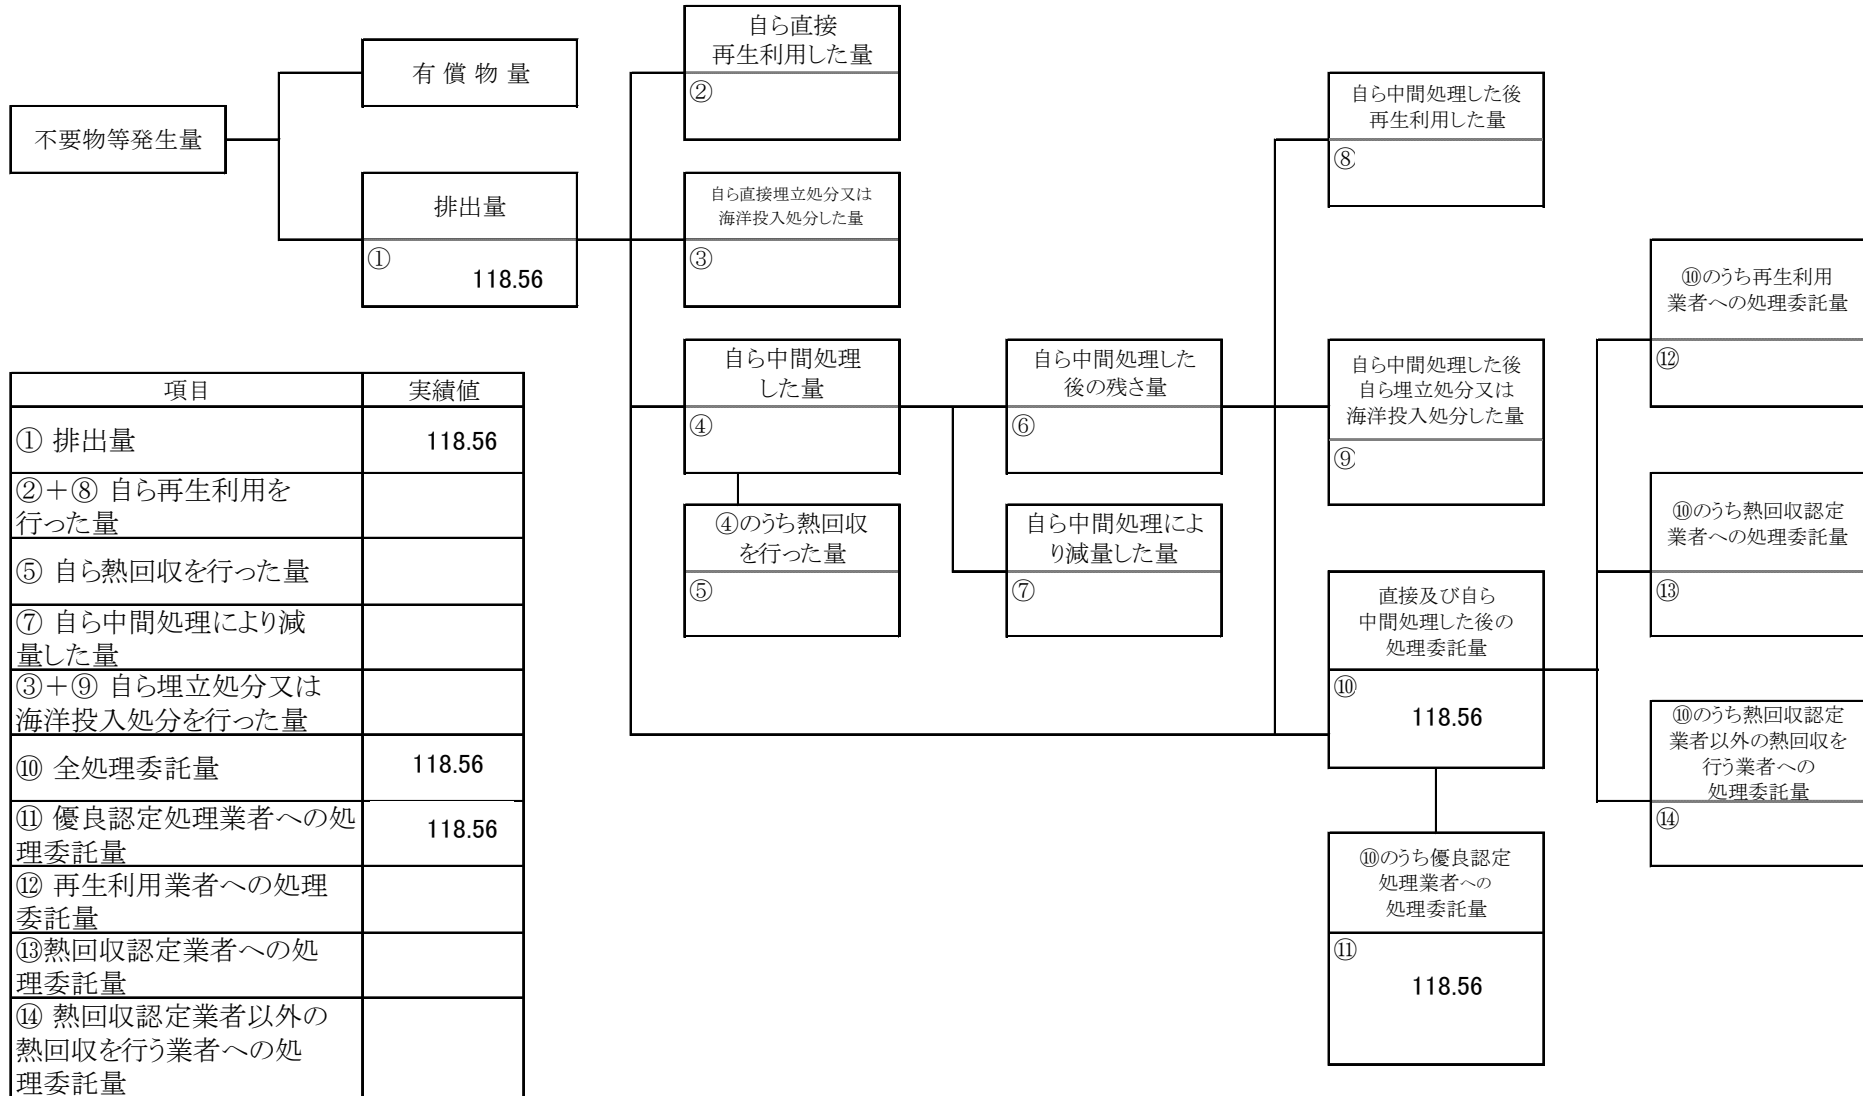 不要物等発生量
有償物量
排出量
①
118.56
自ら直接
再生利用した量
②
自ら直接埋立処分又は
海洋投入処分した量
③
自ら中間処理
した量
④
④のうち熱回収
を行った量
⑤
自ら中間処理した
後の残さ量
⑥
自ら中間処理によ
り減量した量
⑦
自ら中間処理した後
再生利用した量
⑧
自ら中間処理した後
自ら埋立処分又は
海洋投入処分した量
⑨
直接及び自ら
中間処理した後の
処理委託量
⑩
118.56
⑩のうち優良認定
処理業者への
処理委託量
⑪
118.56
⑩のうち再生利用
業者への処理委託量
⑫
⑩のうち熱回収認定
業者への処理委託量
⑬
⑩のうち熱回収認定
業者以外の熱回収を
行う業者への
処理委託量
⑭
項目 実績値
① 排出量 118.56
②＋⑧ 自ら再生利用を
行った量
⑤ 自ら熱回収を行った量
⑦ 自ら中間処理により減
量した量
③＋⑨ 自ら埋立処分又は
海洋投入処分を行った量
⑩ 全処理委託量 118.56
⑪ 優良認定処理業者への処
理委託量 118.56
⑫ 再生利用業者への処理
委託量
⑬熱回収認定業者への処
理委託量
⑭ 熱回収認定業者以外の
熱回収を行う業者への処
理委託量